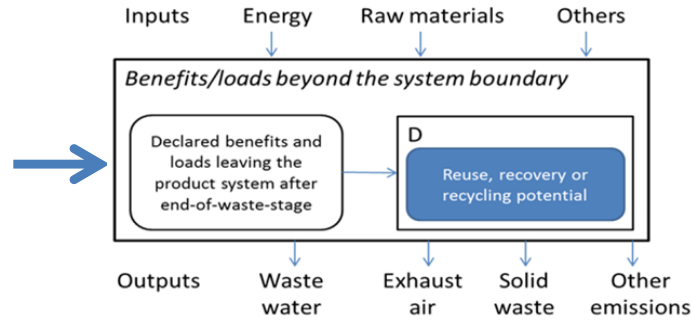 Inputs Energy Raw materials Others
Benefits/loads beyond the system boundary
Declared benefits and
loads leaving the
product system after
end-of-waste-stage
D
Reuse, recovery or
recycling potential
Outputs Waste water Exhaust air Solid waste Other emissions